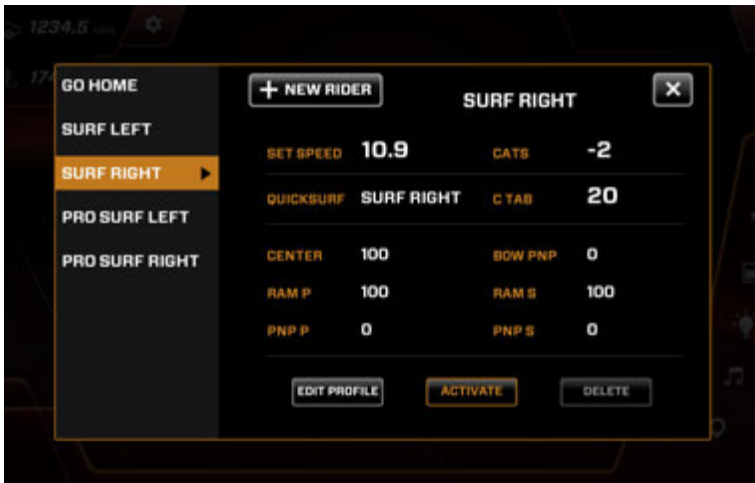 1234.5
174
GO HOME
SURF LEFT
SURF RIGHT
PRO SURF LEFT
PRO SURF RIGHT
+ NEW RIDER
SURF RIGHT
X
SET SPEED 10.9 CATS -2
QUICKSURF SURF RIGHT C TAB 20
CENTER 100 BOW PNP 0
RAM P 100 RAM S 100
PNP P 0 PNP S 0
EDIT PROFILE ACTIVATE DELETE